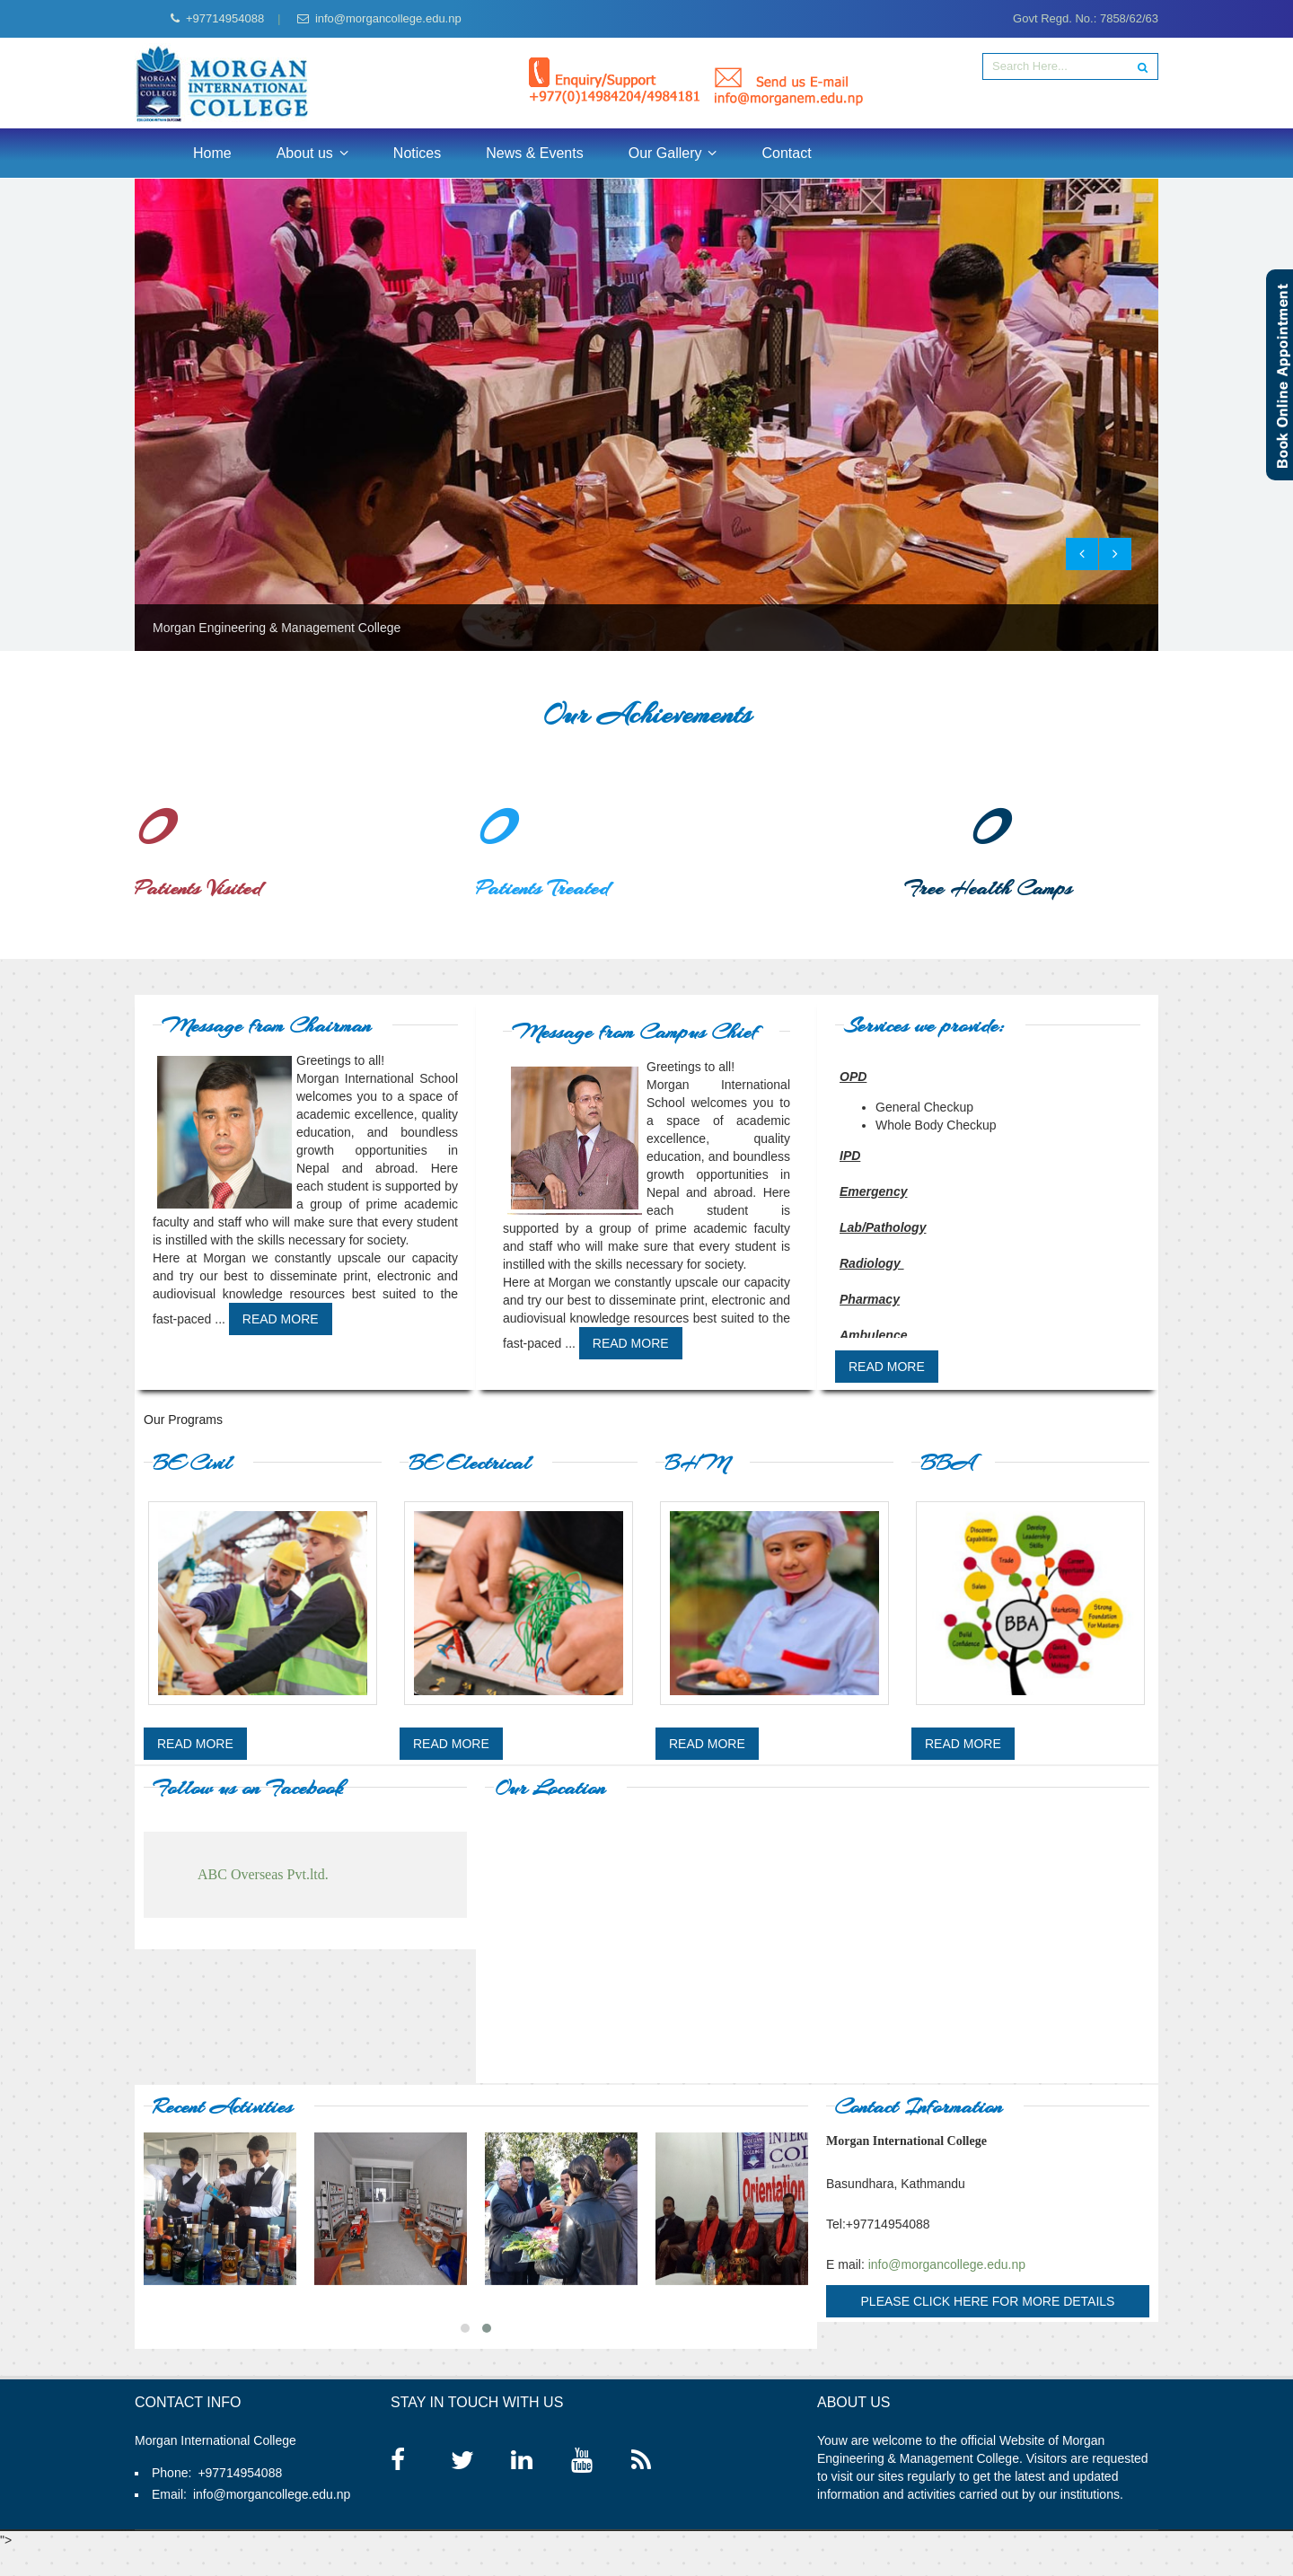 +97714954088 | info@morgancollege.edu.np
Govt Regd. No.: 7858/62/63
MORGAN
INTERNATIONAL
COLLEGE
Enquiry/Support
+977(0)14984204/4984181
Send us E-mail
info@morganem.edu.np
Search Here...
Home
About us
Notices
News & Events
Our Gallery
Contact
Book Online Appointment
Morgan Engineering & Management College
Our Achievements
0
0
0
Patients Visited
Patients Treated
Free Health Camps
Message from Chairman
Greetings to all!
Morgan International School
welcomes you to a space of
academic excellence, quality
education, and boundless
growth opportunities in
Nepal and abroad. Here
each student is supported by
a group of prime academic
faculty and staff who will make sure that every student
is instilled with the skills necessary for society.
Here at Morgan we constantly upscale our capacity
and try our best to disseminate print, electronic and
audiovisual knowledge resources best suited to the
fast-paced ... READ MORE
Message from Campus Chief
Greetings to all!
Morgan International
School welcomes you to
a space of academic
excellence, quality
education, and boundless
growth opportunities in
Nepal and abroad. Here
each student is
supported by a group of prime academic faculty
and staff who will make sure that every student is
instilled with the skills necessary for society.
Here at Morgan we constantly upscale our capacity
and try our best to disseminate print, electronic and
audiovisual knowledge resources best suited to the
fast-paced ... READ MORE
Services we provide:
OPD
General Checkup
Whole Body Checkup
IPD
Emergency
Lab/Pathology
Radiology
Pharmacy
Ambulence
READ MORE
Our Programs
BE Civil
BE Electrical
BHM
BBA
Discover
Capabilities
Develop
Leadership
Skills
Trade
Career
Opportunities
Sales
Marketing
Strong
Foundation
For Masters
BBA
Build
Confidence
READ MORE
READ MORE
READ MORE
READ MORE
Follow us on Facebook
ABC Overseas Pvt.ltd.
Our Location
Recent Activities
Orientation
Contact Information
Morgan International College
Basundhara, Kathmandu
Tel:+97714954088
E mail: info@morgancollege.edu.np
PLEASE CLICK HERE FOR MORE DETAILS
CONTACT INFO
Morgan International College
Phone: +97714954088
Email: info@morgancollege.edu.np
STAY IN TOUCH WITH US
You
Tube
ABOUT US
Youw are welcome to the official Website of Morgan
Engineering & Management College. Visitors are requested
to visit our sites regularly to get the latest and updated
information and activities carried out by our institutions.
">